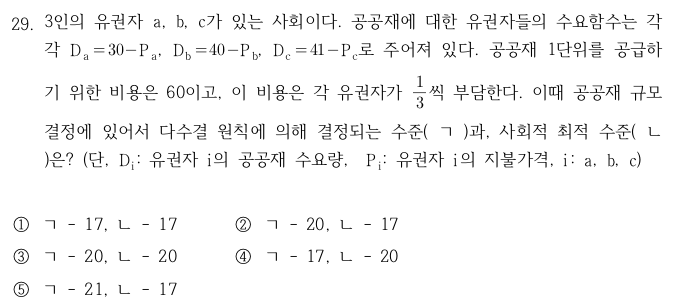 29. 3인의 유권자 a, b, c가 있는 사회이다. 공공재에 대한 유권자들의 수요함수는 각
각 Dₐ=30-Pₐ, D_b=40-P_b, D_c=41-P_c로 주어져 있다. 공공재 1단위를 공급하
기 위한 비용은 60이고, 이 비용은 각 유권자가 1/3씩 부담한다. 이때 공공재 규모
결정에 있어서 다수결 원칙에 의해 결정되는 수준( ㄱ )과, 사회적 최적 수준( ㄴ
)은? (단, Dᵢ: 유권자 i의 공공재 수요량, Pᵢ: 유권자 i의 지불가격, i: a, b, c)
① ㄱ - 17, ㄴ - 17 ② ㄱ - 20, ㄴ - 17
③ ㄱ - 20, ㄴ - 20 ④ ㄱ - 17, ㄴ - 20
⑤ ㄱ - 21, ㄴ - 17